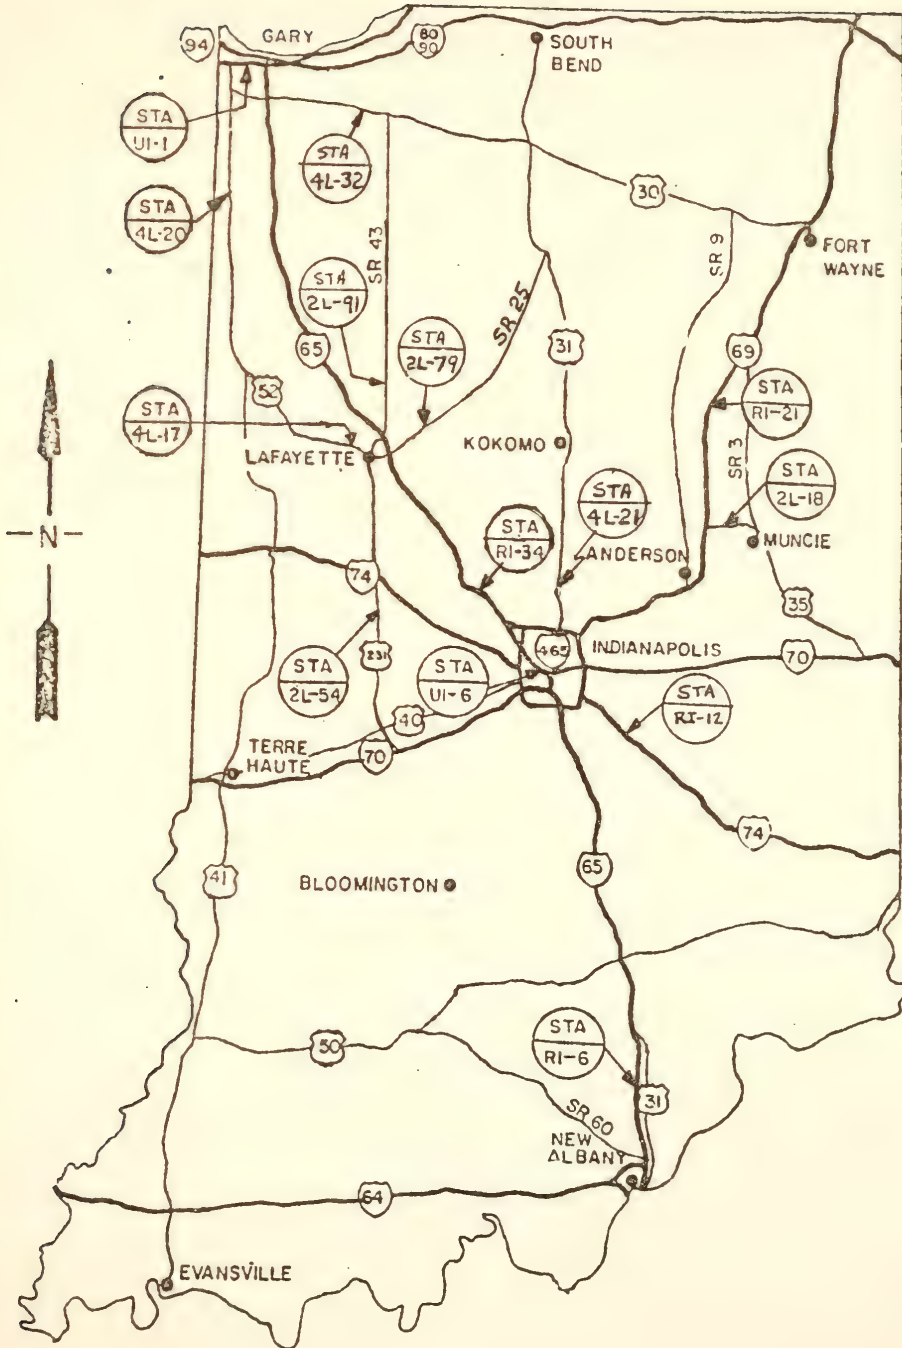 94
GARY
80
90
SOUTH
BEND
STA
UI-1
STA
4L-32
STA
4L-20
SR 43
30
SR 9
FORT
WAYNE
STA
2L-91
SR 25
65
STA
2L-79
31
69
52
STA
RI-21
STA
4L-17
LAFAYETTE
KOKOMO
SR 3
STA
2L-18
STA
4L-21
STA
RI-34
ANDERSON
MUNCIE
-N-
74
35
STA
2L-54
231
STA
UI-6
465
INDIANAPOLIS
70
STA
RI-12
40
TERRE
HAUTE
70
74
65
41
BLOOMINGTON
STA
RI-6
50
31
SR 60
NEW
ALBANY
64
EVANSVILLE